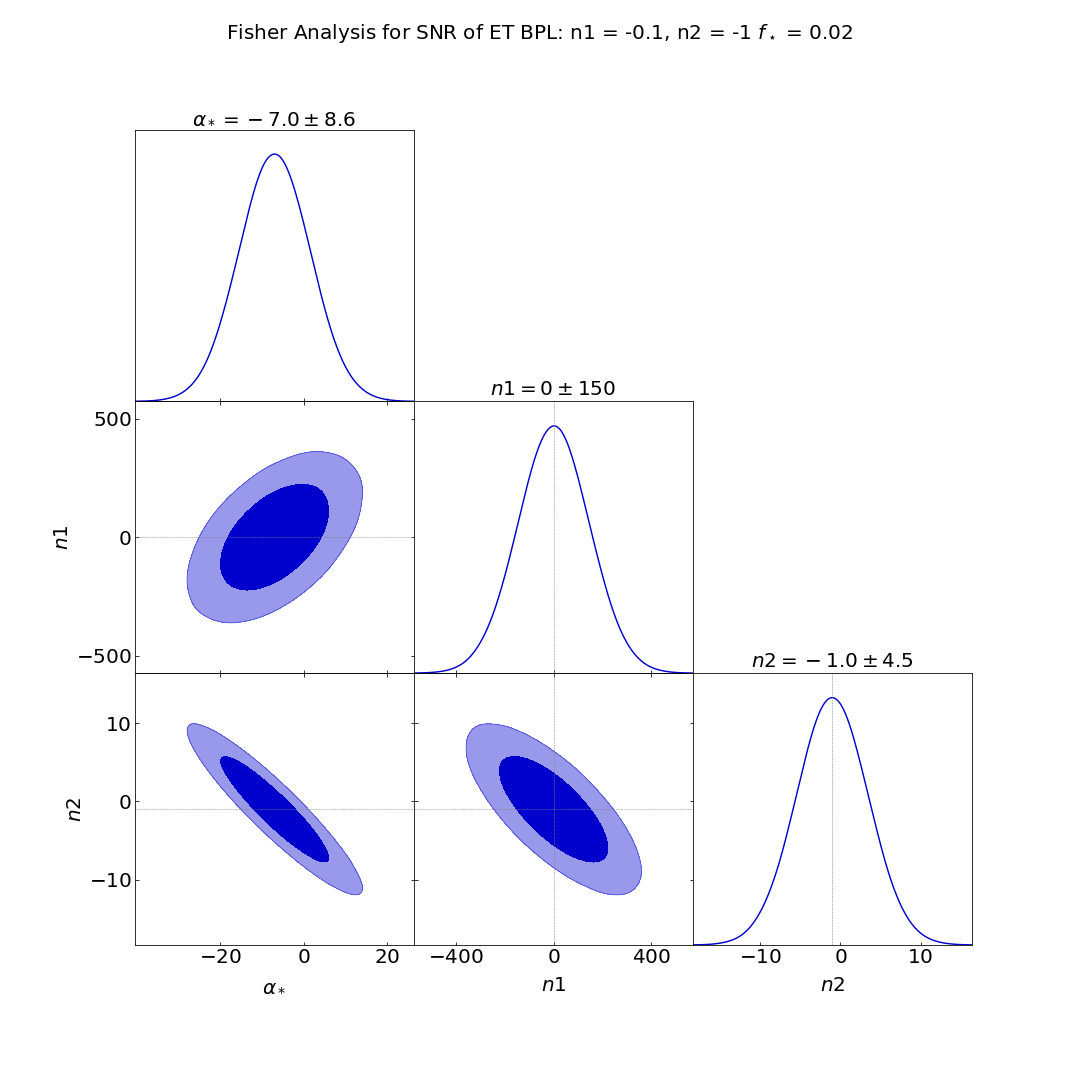 Fisher Analysis for SNR of ET BPL: n1 = -0.1, n2 = -1 f⋆ = 0.02
α∗ = −7.0 ± 8.6
n1 = 0 ± 150
500
0
−500
n1
n2 = −1.0 ± 4.5
10
0
−10
n2
−20 0 20
−400 0 400
−10 0 10
α∗
n1
n2